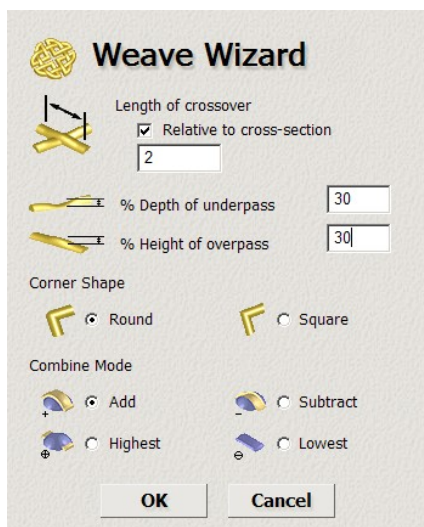 Weave Wizard
Length of crossover
Relative to cross-section
2
% Depth of underpass 30
% Height of overpass 30
Corner Shape
Round Square
Combine Mode
Add Subtract
Highest Lowest
OK Cancel